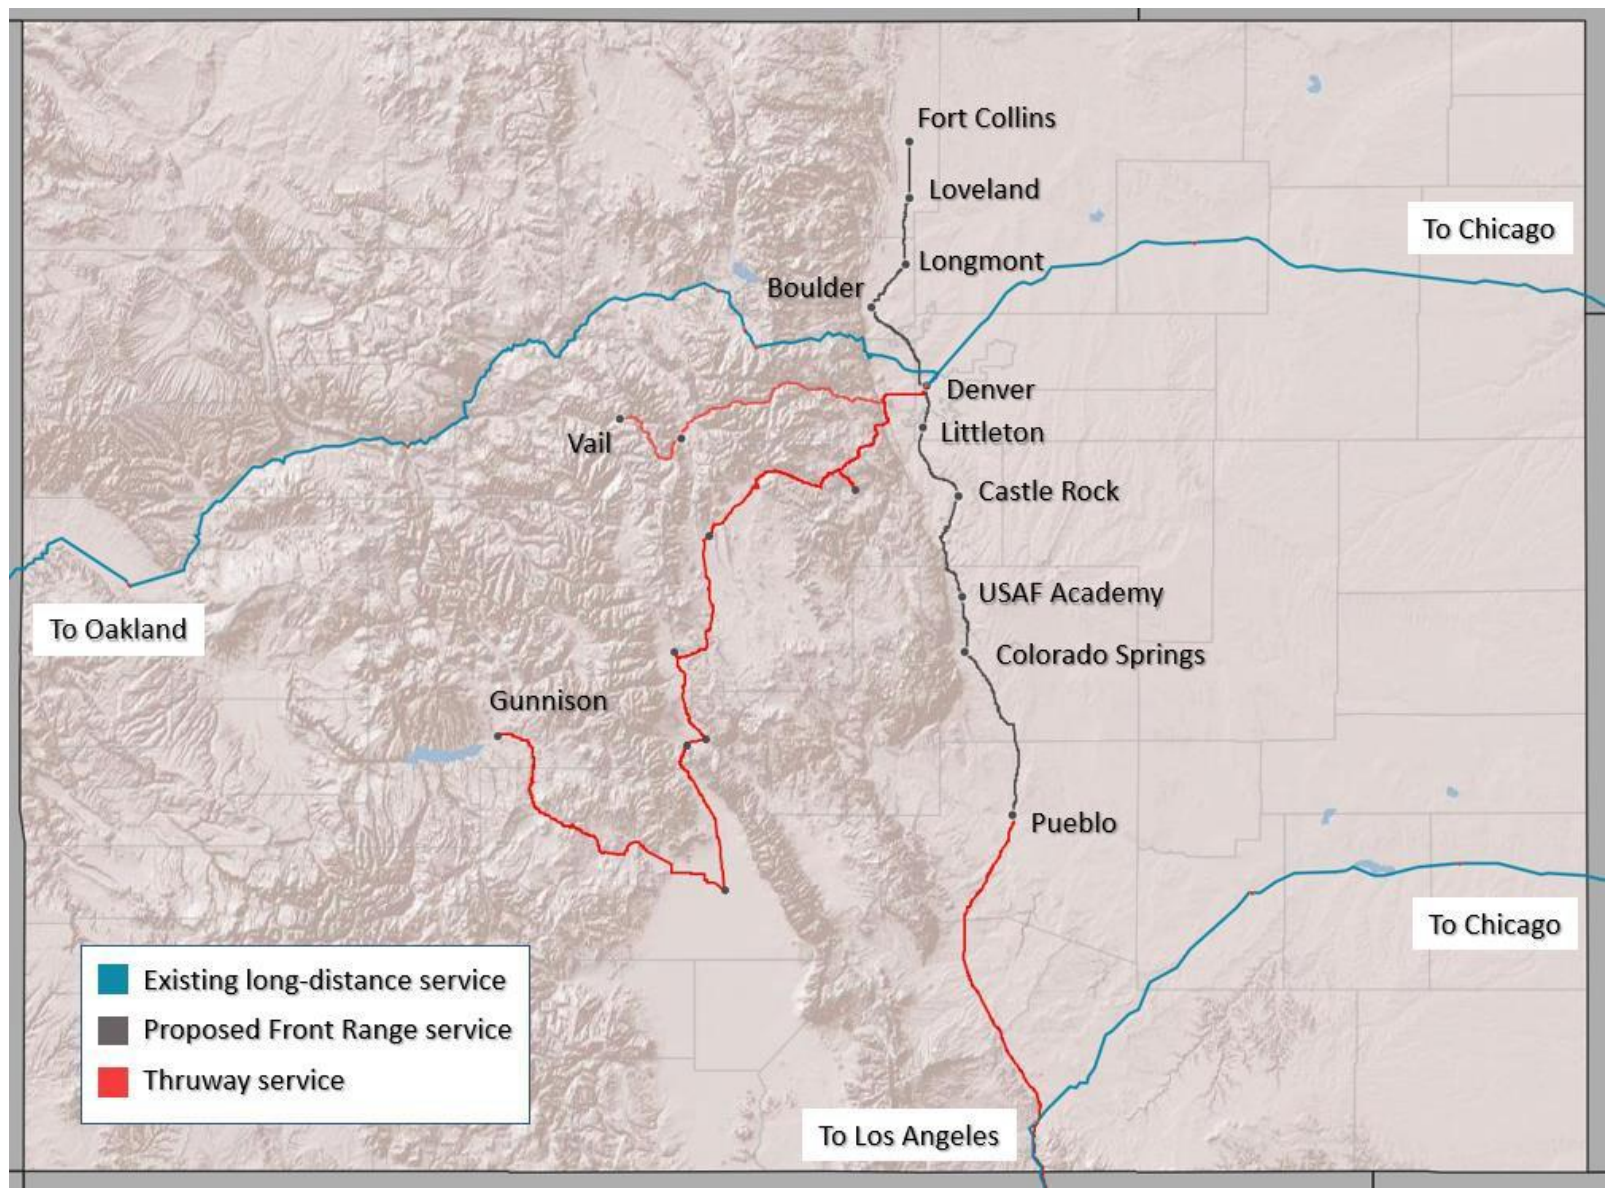 Fort Collins
Loveland
To Chicago
Longmont
Boulder
Denver
Littleton
Vail
Castle Rock
USAF Academy
To Oakland
Colorado Springs
Gunnison
Pueblo
To Chicago
Existing long-distance service
Proposed Front Range service
Thruway service
To Los Angeles